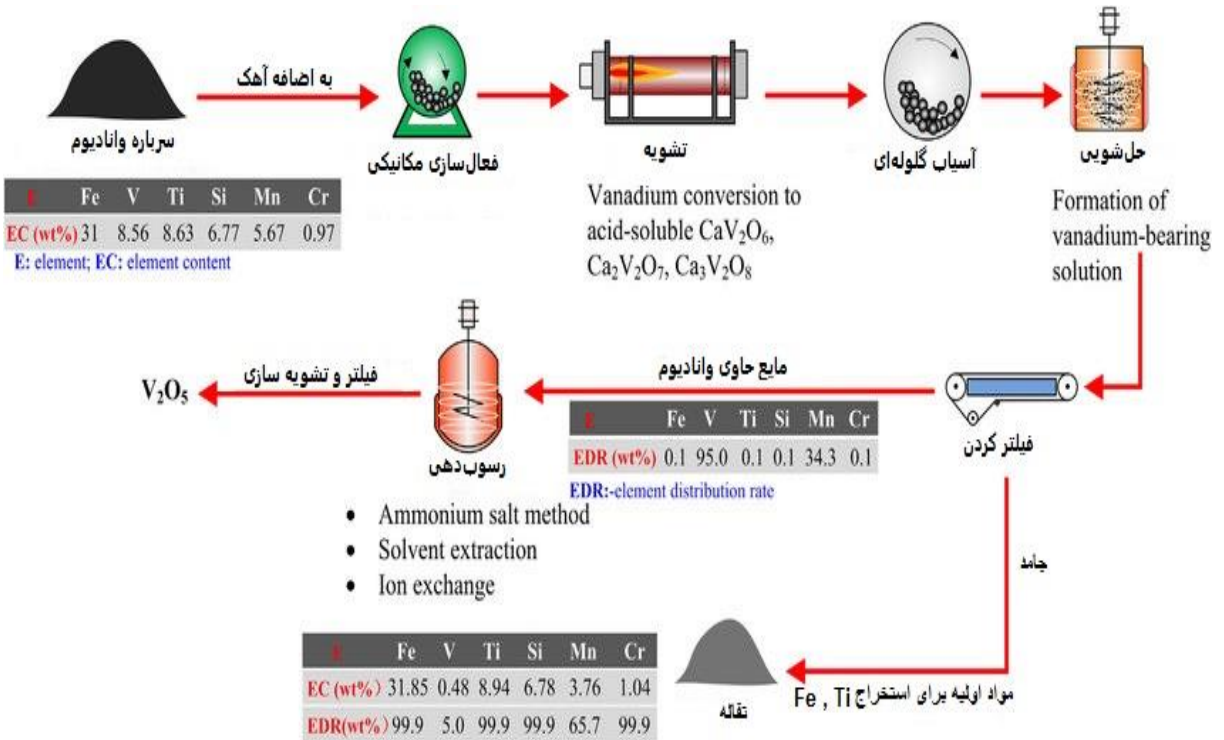 به اضافه آهک
سرباره وانادیوم
فعال‌سازی مکانیکی
تشویه
آسیاب گلوله‌ای
حل‌شویی
E Fe V Ti Si Mn Cr
EC (wt%) 31 8.56 8.63 6.77 5.67 0.97
E: element; EC: element content
Vanadium conversion to
acid-soluble CaV₂O₆,
Ca₂V₂O₇, Ca₃V₂O₈
Formation of
vanadium-bearing
solution
V₂O₅
فیلتر و تشویه سازی
رسوب‌دهی
مایع حاوی وانادیوم
فیلتر کردن
E Fe V Ti Si Mn Cr
EDR (wt%) 0.1 95.0 0.1 0.1 34.3 0.1
EDR:-element distribution rate
• Ammonium salt method
• Solvent extraction
• Ion exchange
جامد
E Fe V Ti Si Mn Cr
EC (wt%) 31.85 0.48 8.94 6.78 3.76 1.04
EDR(wt%) 99.9 5.0 99.9 99.9 65.7 99.9
تفاله
مواد اولیه برای استخراج Fe , Ti